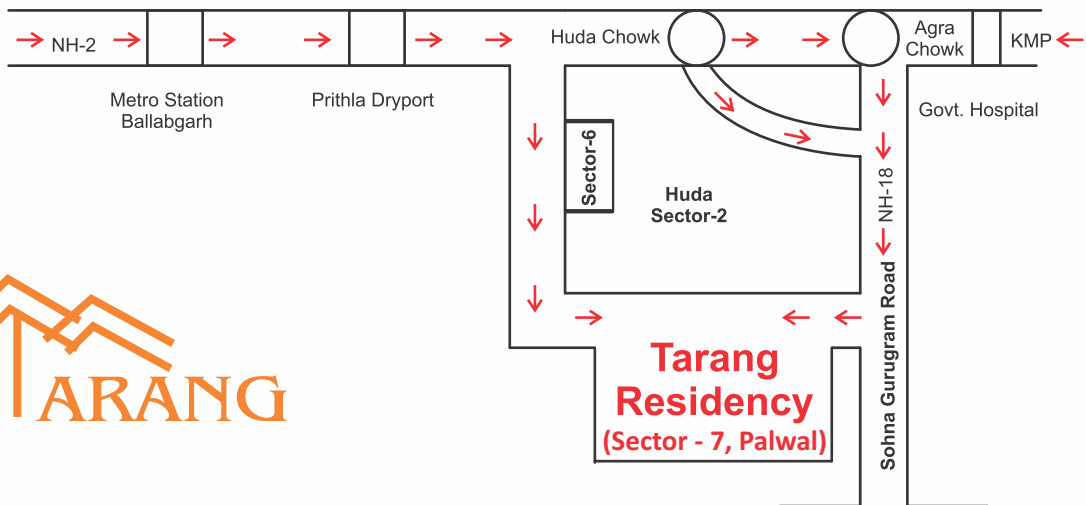 NH-2
Huda Chowk
Agra
Chowk
KMP
Metro Station
Ballabgarh
Prithla Dryport
Govt. Hospital
Sector-6
Huda
Sector-2
NH-18
Sohna Gurugram Road
TARANG
Tarang
Residency
(Sector - 7, Palwal)